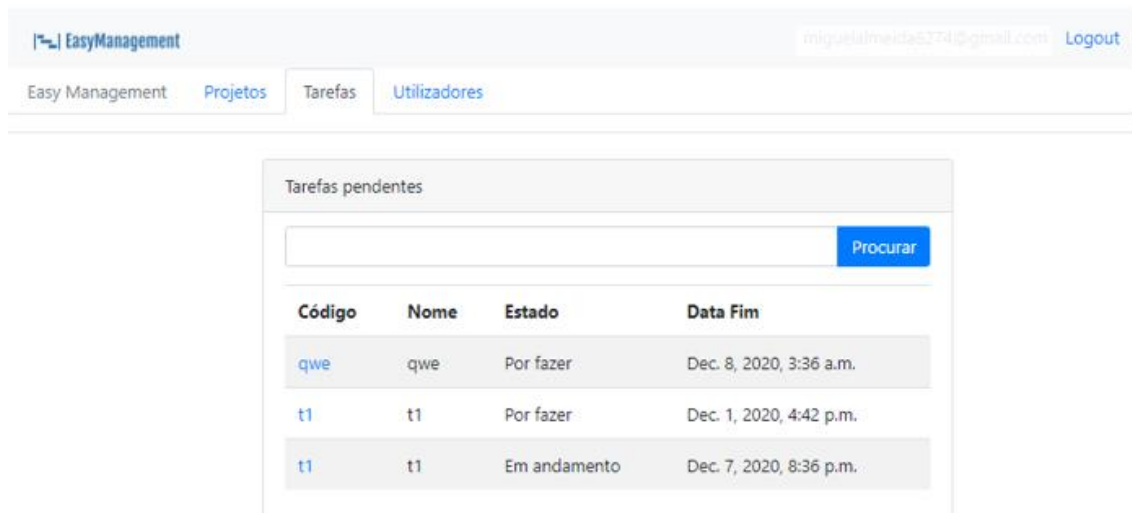 EasyManagement Logout
Easy Management Projetos Tarefas Utilizadores
Tarefas pendentes
Procurar
Código Nome Estado Data Fim
qwe qwe Por fazer Dec. 8, 2020, 3:36 a.m.
t1 t1 Por fazer Dec. 1, 2020, 4:42 p.m.
t1 t1 Em andamento Dec. 7, 2020, 8:36 p.m.